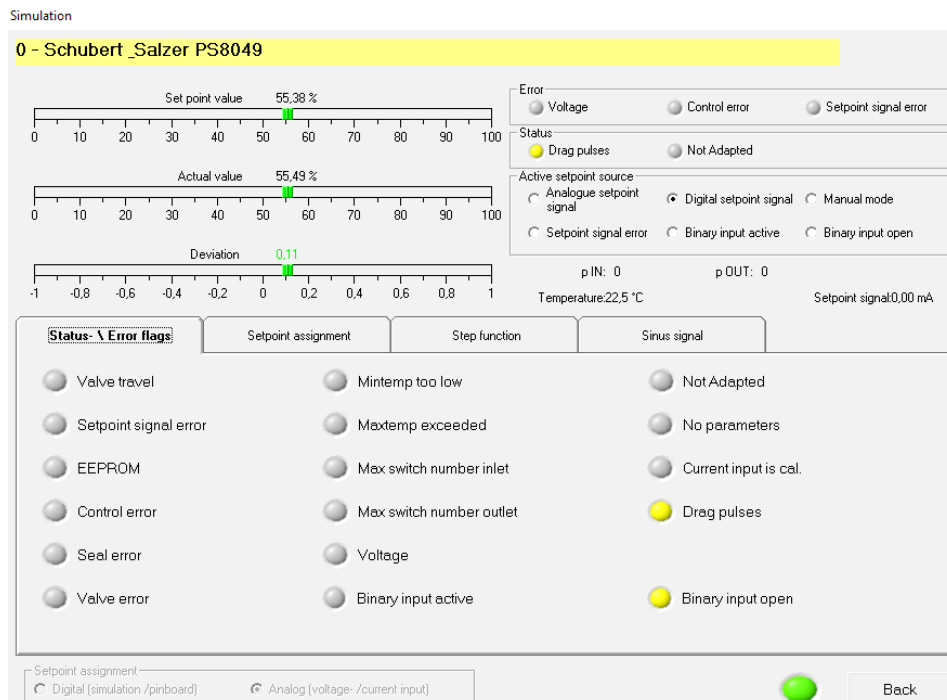 Simulation
0 - Schubert _Salzer PS8049
Set point value 55,38 %
0 10 20 30 40 50 60 70 80 90 100
Actual value 55,49 %
0 10 20 30 40 50 60 70 80 90 100
Deviation 0,11
-1 -0,8 -0,6 -0,4 -0,2 0 0,2 0,4 0,6 0,8 1
Error
Voltage Control error Setpoint signal error
Status
Drag pulses Not Adapted
Active setpoint source
Analogue setpoint signal Digital setpoint signal Manual mode
Setpoint signal error Binary input active Binary input open
p IN: 0 p OUT: 0
Temperature:22,5 °C Setpoint signal:0,00 mA
Status- \ Error flags Setpoint assignment Step function Sinus signal
Valve travel Mintemp too low Not Adapted
Setpoint signal error Maxtemp exceeded No parameters
EEPROM Max switch number inlet Current input is cal.
Control error Max switch number outlet Drag pulses
Seal error Voltage
Valve error Binary input active Binary input open
Setpoint assignment
Digital (simulation /pinboard) Analog (voltage- /current input) Back